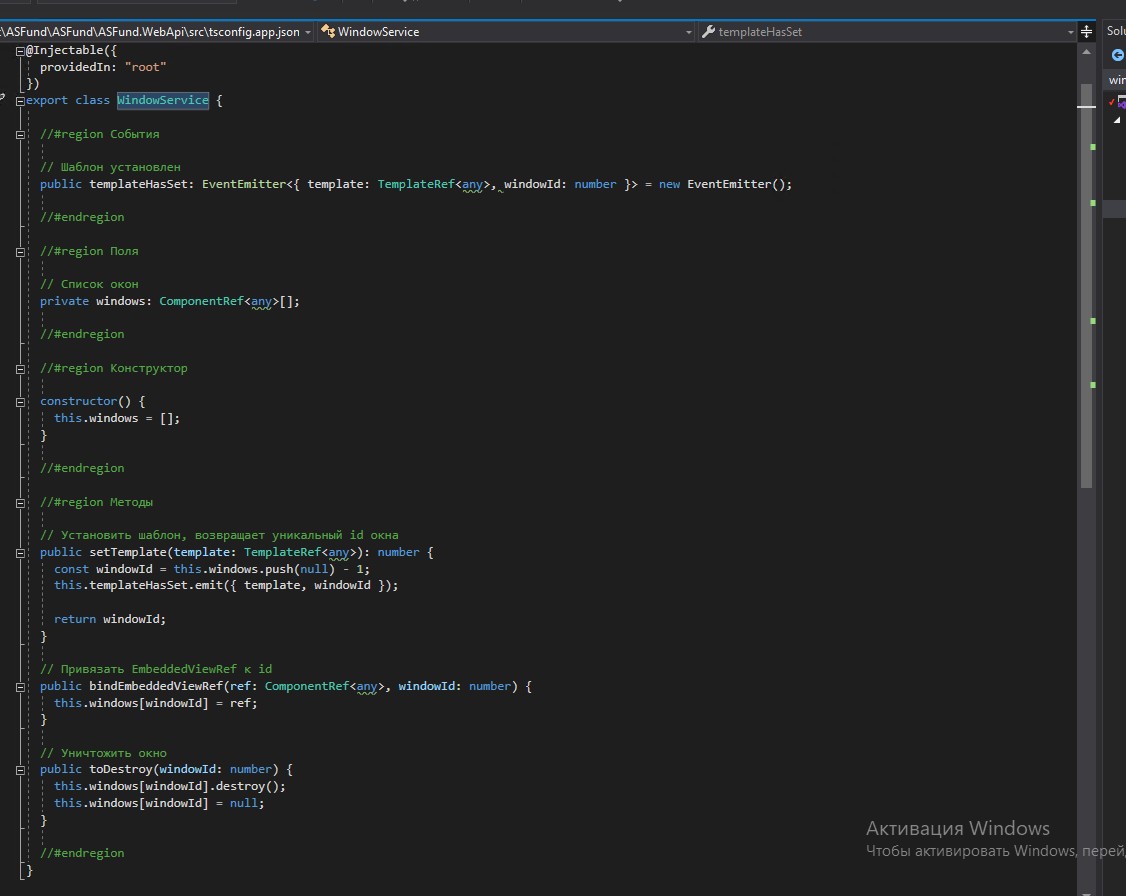 \ASFund\ASFund\ASFund.WebApi\src\tsconfig.app.json
WindowService
templateHasSet
@Injectable({
providedIn: "root"
})
export class WindowService {
//#region События
// Шаблон установлен
public templateHasSet: EventEmitter<{ template: TemplateRef<any>, windowId: number }> = new EventEmitter();
//#endregion
//#region Поля
// Список окон
private windows: ComponentRef<any>[];
//#endregion
//#region Конструктор
constructor() {
this.windows = [];
}
//#endregion
//#region Методы
// Установить шаблон, возвращает уникальный id окна
public setTemplate(template: TemplateRef<any>): number {
const windowId = this.windows.push(null) - 1;
this.templateHasSet.emit({ template, windowId });
return windowId;
}
// Привязать EmbeddedViewRef к id
public bindEmbeddedViewRef(ref: ComponentRef<any>, windowId: number) {
this.windows[windowId] = ref;
}
// Уничтожить окно
public toDestroy(windowId: number) {
this.windows[windowId].destroy();
this.windows[windowId] = null;
}
//#endregion
}
Solu
win
Активация Windows
Чтобы активировать Windows, перей